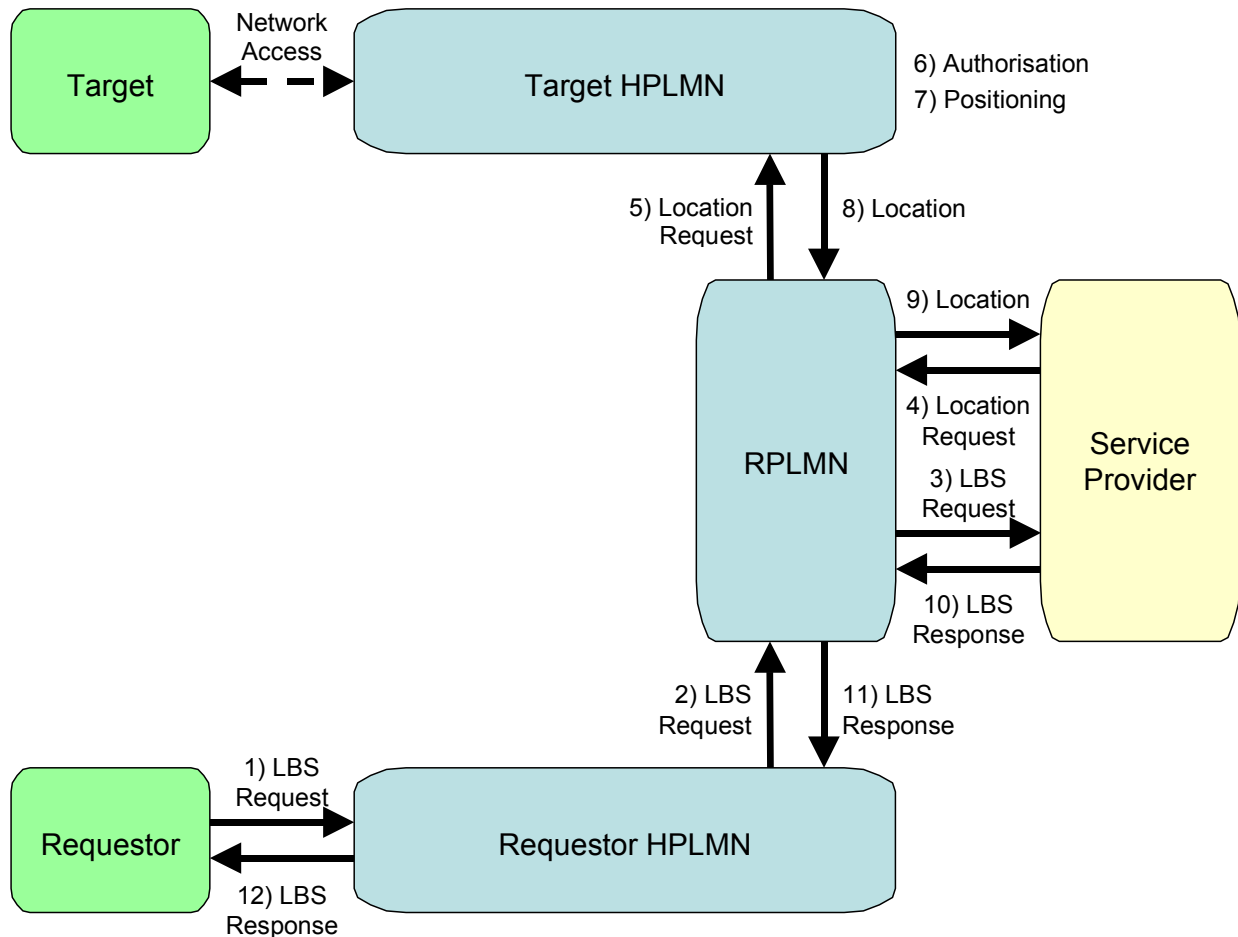 Network
Access
Target
Target HPLMN
6) Authorisation
7) Positioning
5) Location
Request
8) Location
9) Location
4) Location
Request
RPLMN
Service
Provider
3) LBS
Request
10) LBS
Response
2) LBS
Request
11) LBS
Response
1) LBS
Request
Requestor
Requestor HPLMN
12) LBS
Response